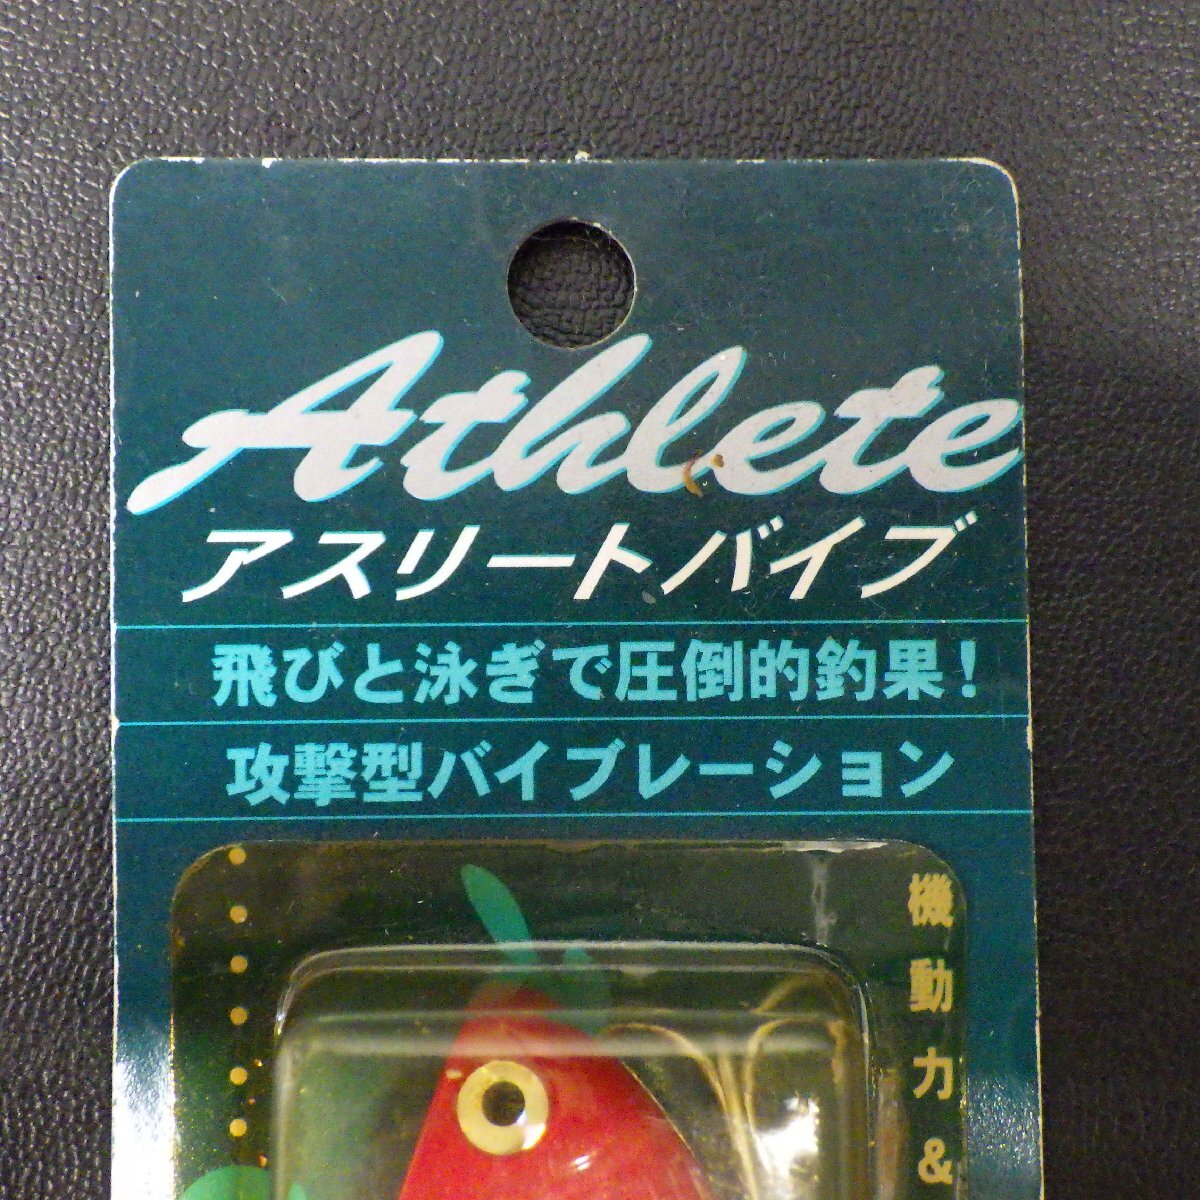 Athlete
アスリートバイブ
飛びと泳ぎで圧倒的釣果!
攻撃型バイブレーション
機動力&